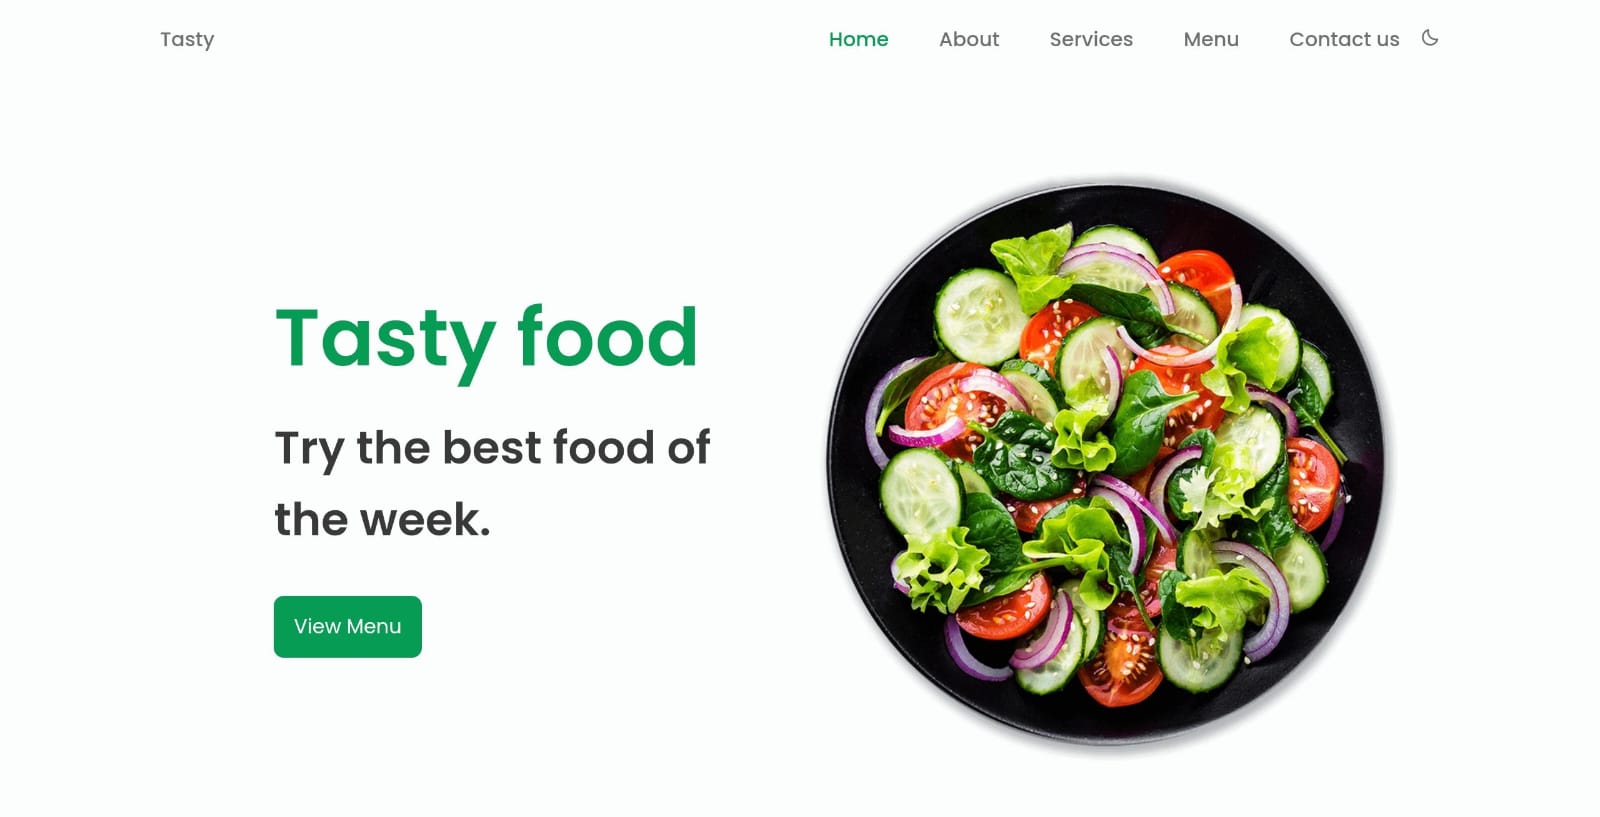 Tasty
Home About Services Menu Contact us
Tasty food
Try the best food of
the week.
View Menu